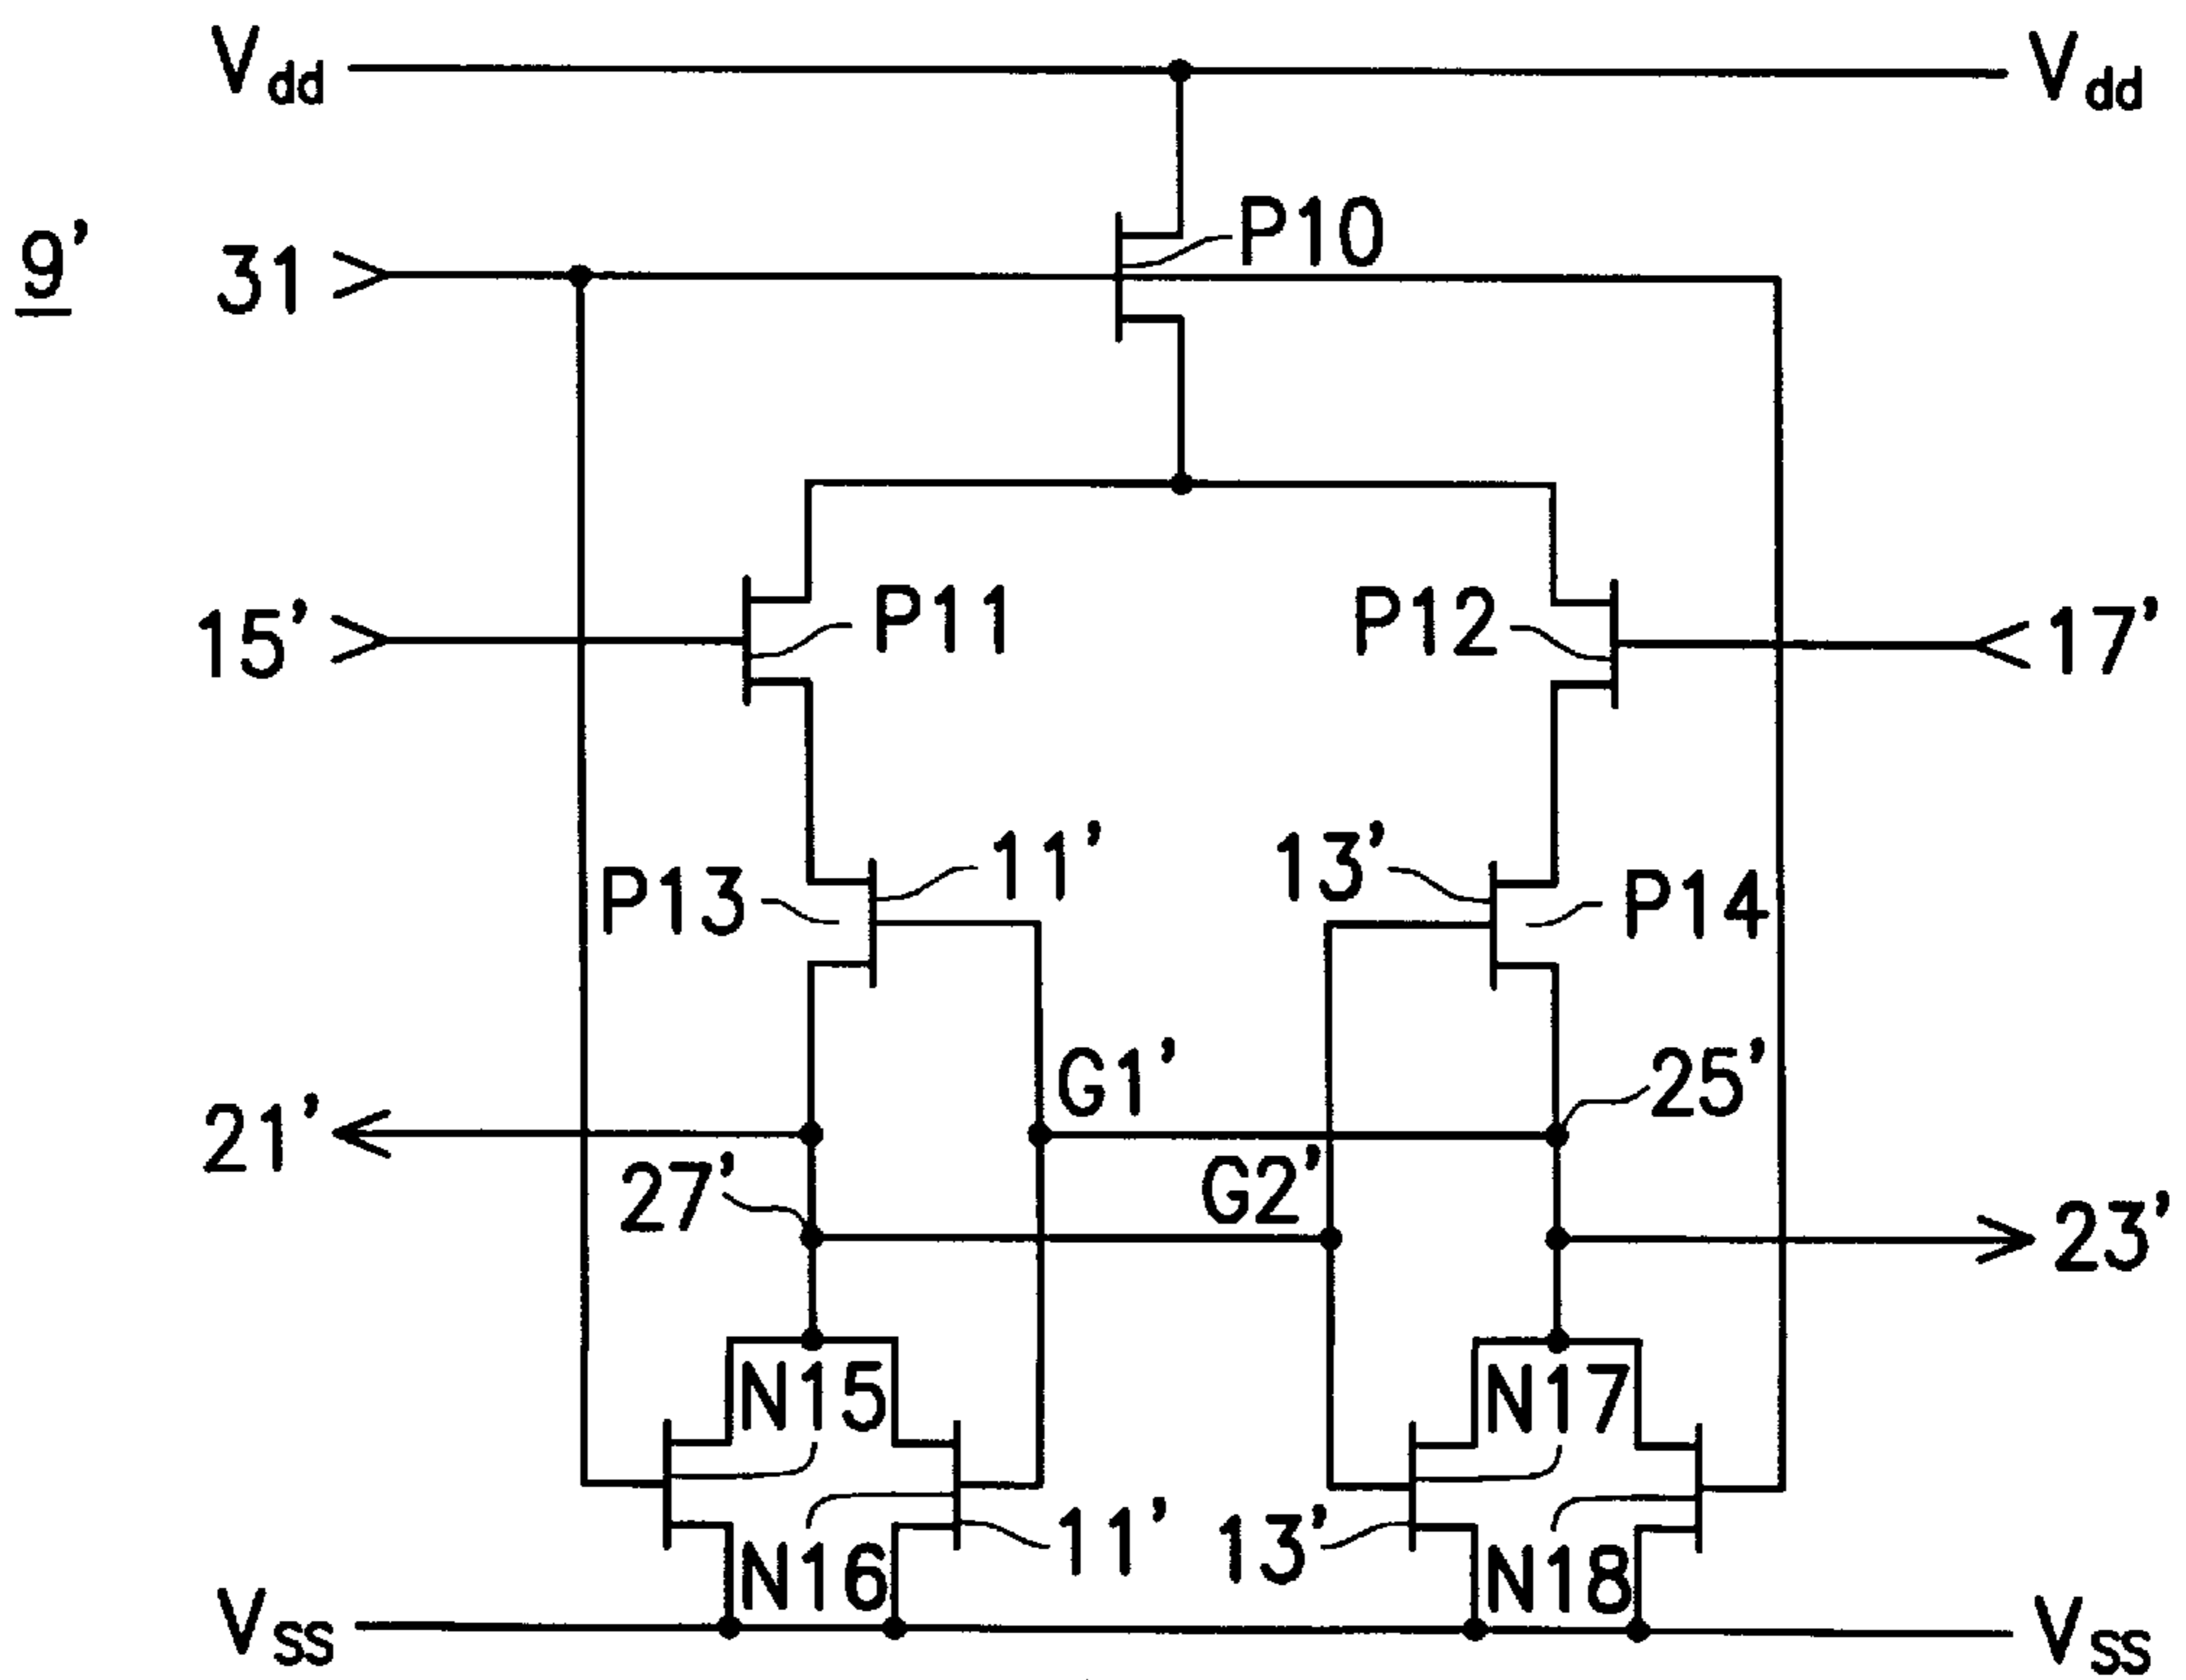 Vdd Vdd
9’ 31 P10
15’ P11 P12 17’
P13 11’ 13’ P14
G1’ 25’
21’ 27’ G2’ 23’
N15 N17
N16 11’ 13’ N18
Vss Vss